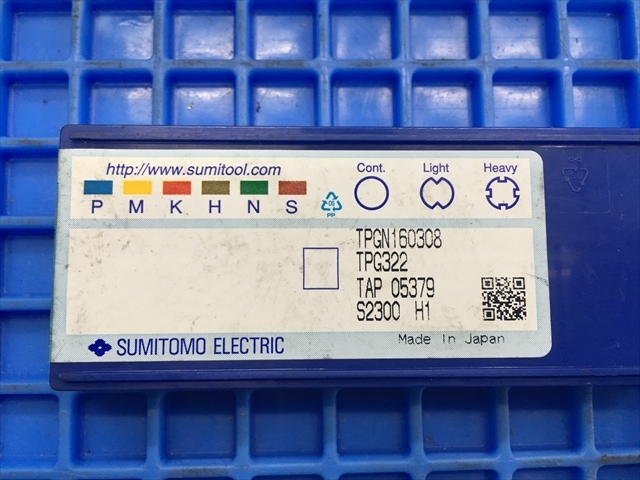 http://www.sumitool.com
Cont. Light Heavy
P M K H N S
05
PP
TPGN160308
TPG322
TAP 05379
S2300 H1
SUMITOMO ELECTRIC
Made In Japan